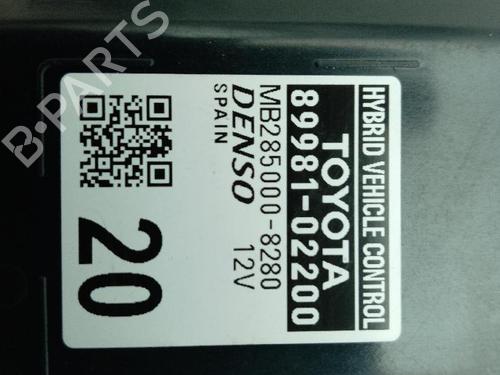 HYBRID VEHICLE CONTROL
TOYOTA
89981-02200
MB285000-8280
DENSO 12V
SPAIN
20
B-PARTS